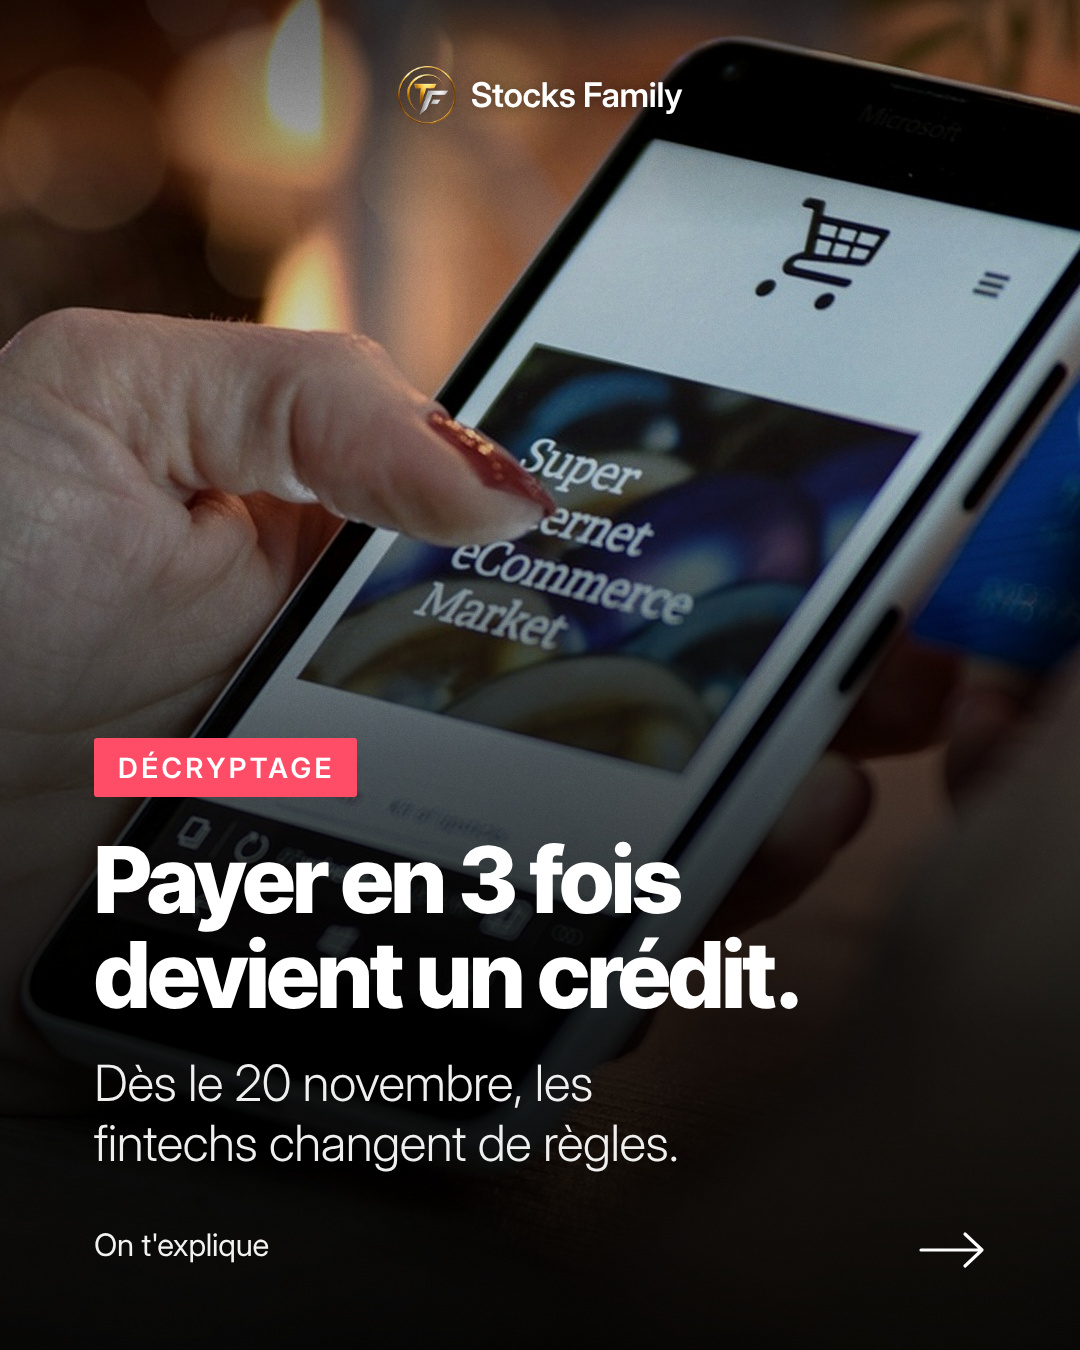 Stocks Family
Microsoft
Super
ernet
eCommerce
Market
DÉCRYPTAGE
Payer en 3 fois
devient un crédit.
Dès le 20 novembre, les
fintechs changent de règles.
On t'explique